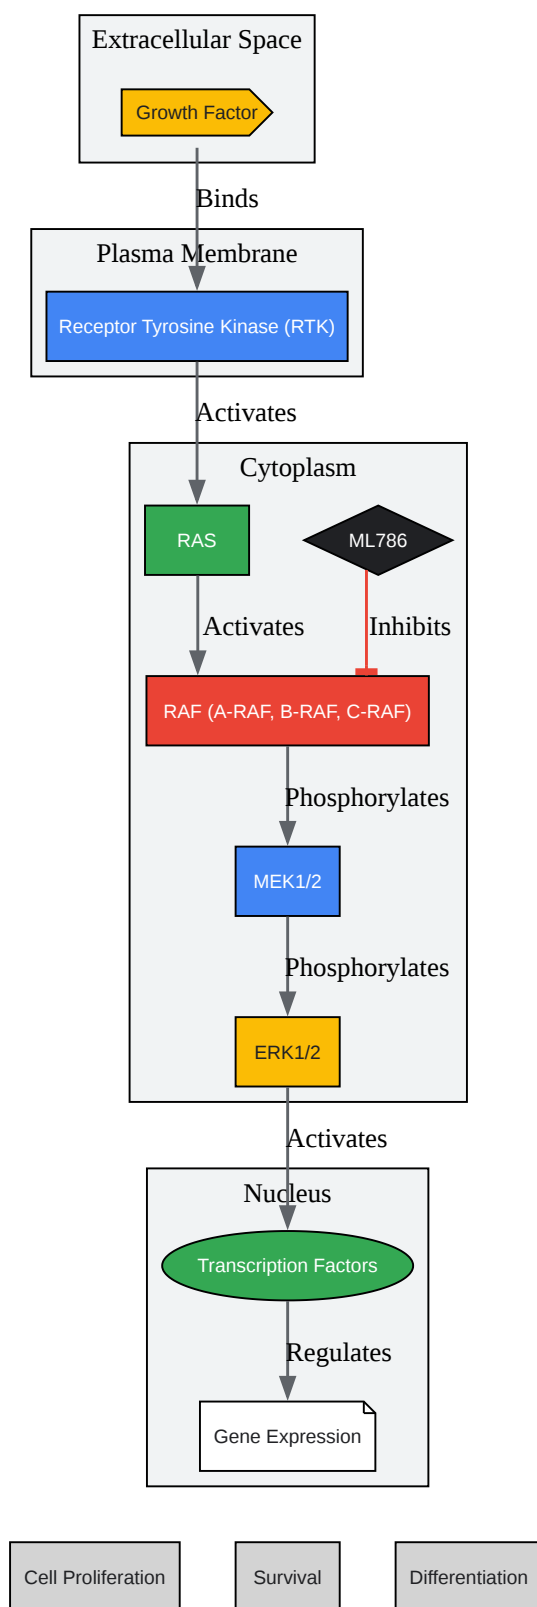 Extracellular Space
Growth Factor
Binds
Plasma Membrane
Receptor Tyrosine Kinase (RTK)
Activates
Cytoplasm
RAS
ML786
Activates
Inhibits
RAF (A-RAF, B-RAF, C-RAF)
Phosphorylates
MEK1/2
Phosphorylates
ERK1/2
Activates
Nucleus
Transcription Factors
Regulates
Gene Expression
Cell Proliferation
Survival
Differentiation